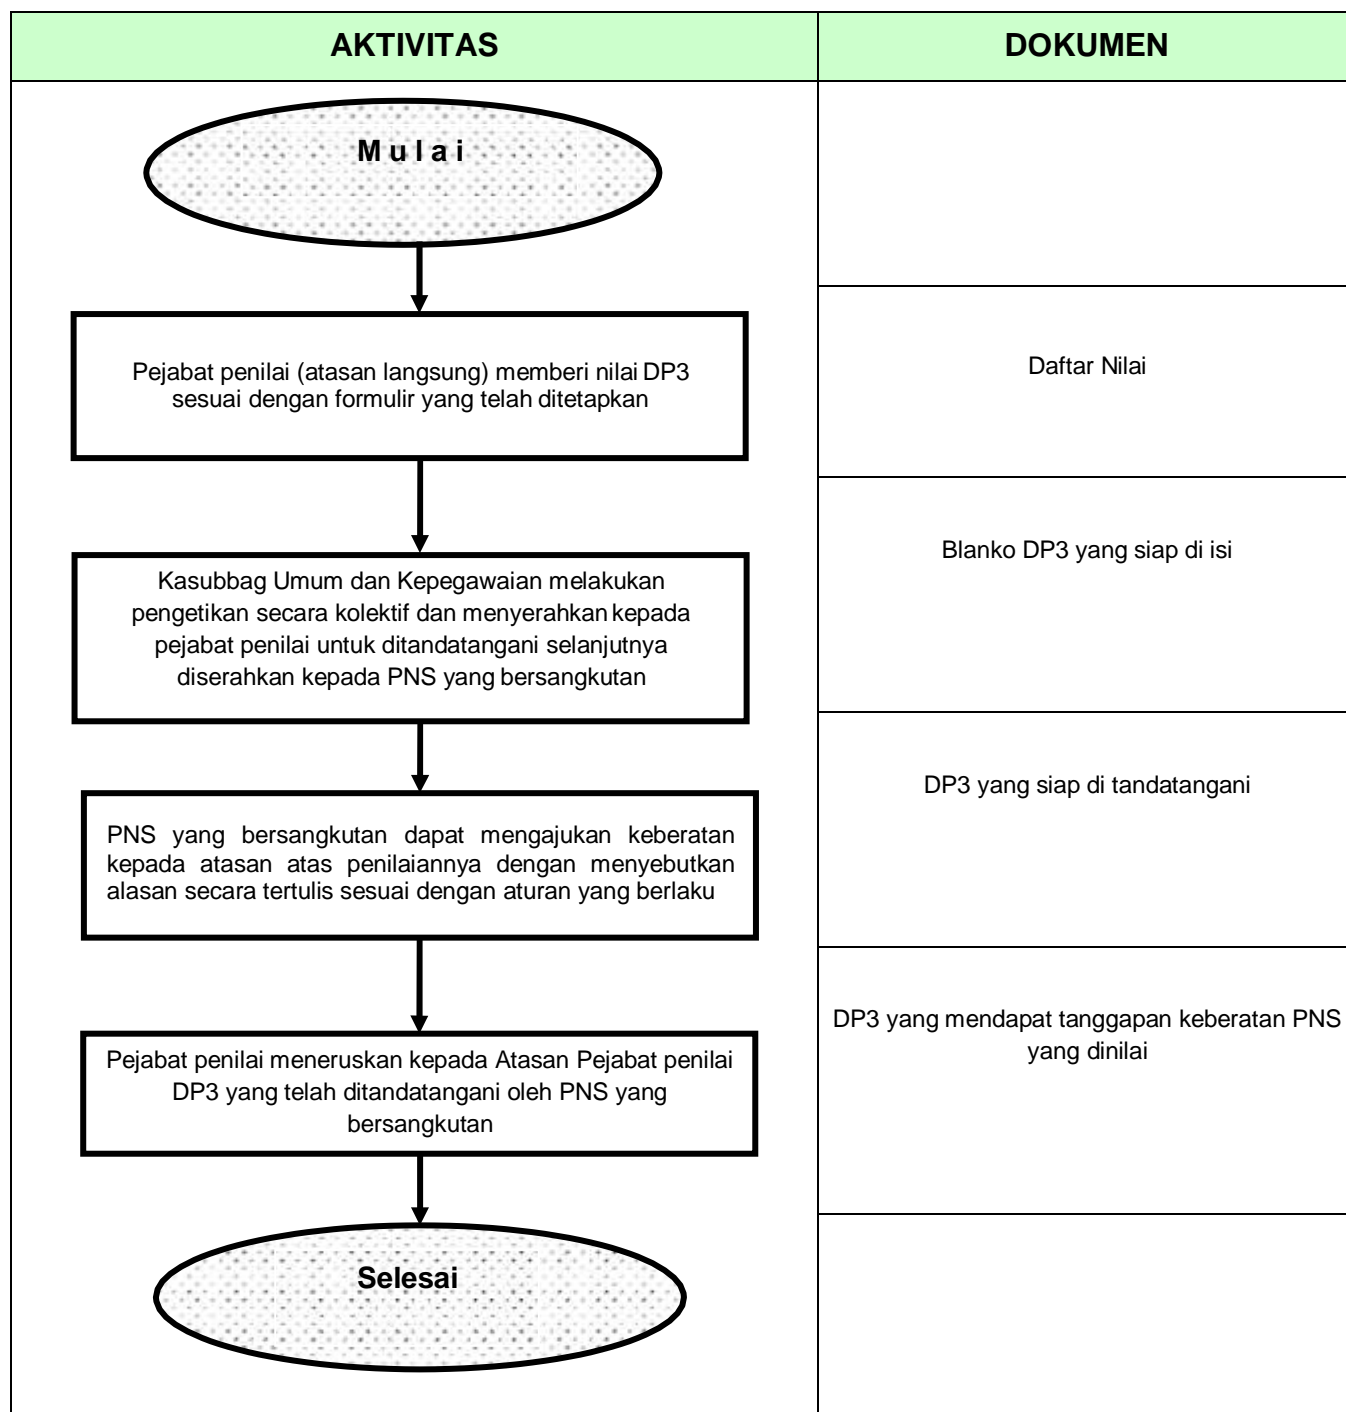 AKTIVITAS
DOKUMEN
M u l a i
Pejabat penilai (atasan langsung) memberi nilai DP3
sesuai dengan formulir yang telah ditetapkan
Daftar Nilai
Kasubbag Umum dan Kepegawaian melakukan
pengetikan secara kolektif dan menyerahkan kepada
pejabat penilai untuk ditandatangani selanjutnya
diserahkan kepada PNS yang bersangkutan
Blanko DP3 yang siap di isi
PNS yang bersangkutan dapat mengajukan keberatan
kepada atasan atas penilaiannya dengan menyebutkan
alasan secara tertulis sesuai dengan aturan yang berlaku
DP3 yang siap di tandatangani
Pejabat penilai meneruskan kepada Atasan Pejabat penilai
DP3 yang telah ditandatangani oleh PNS yang
bersangkutan
DP3 yang mendapat tanggapan keberatan PNS
yang dinilai
Selesai